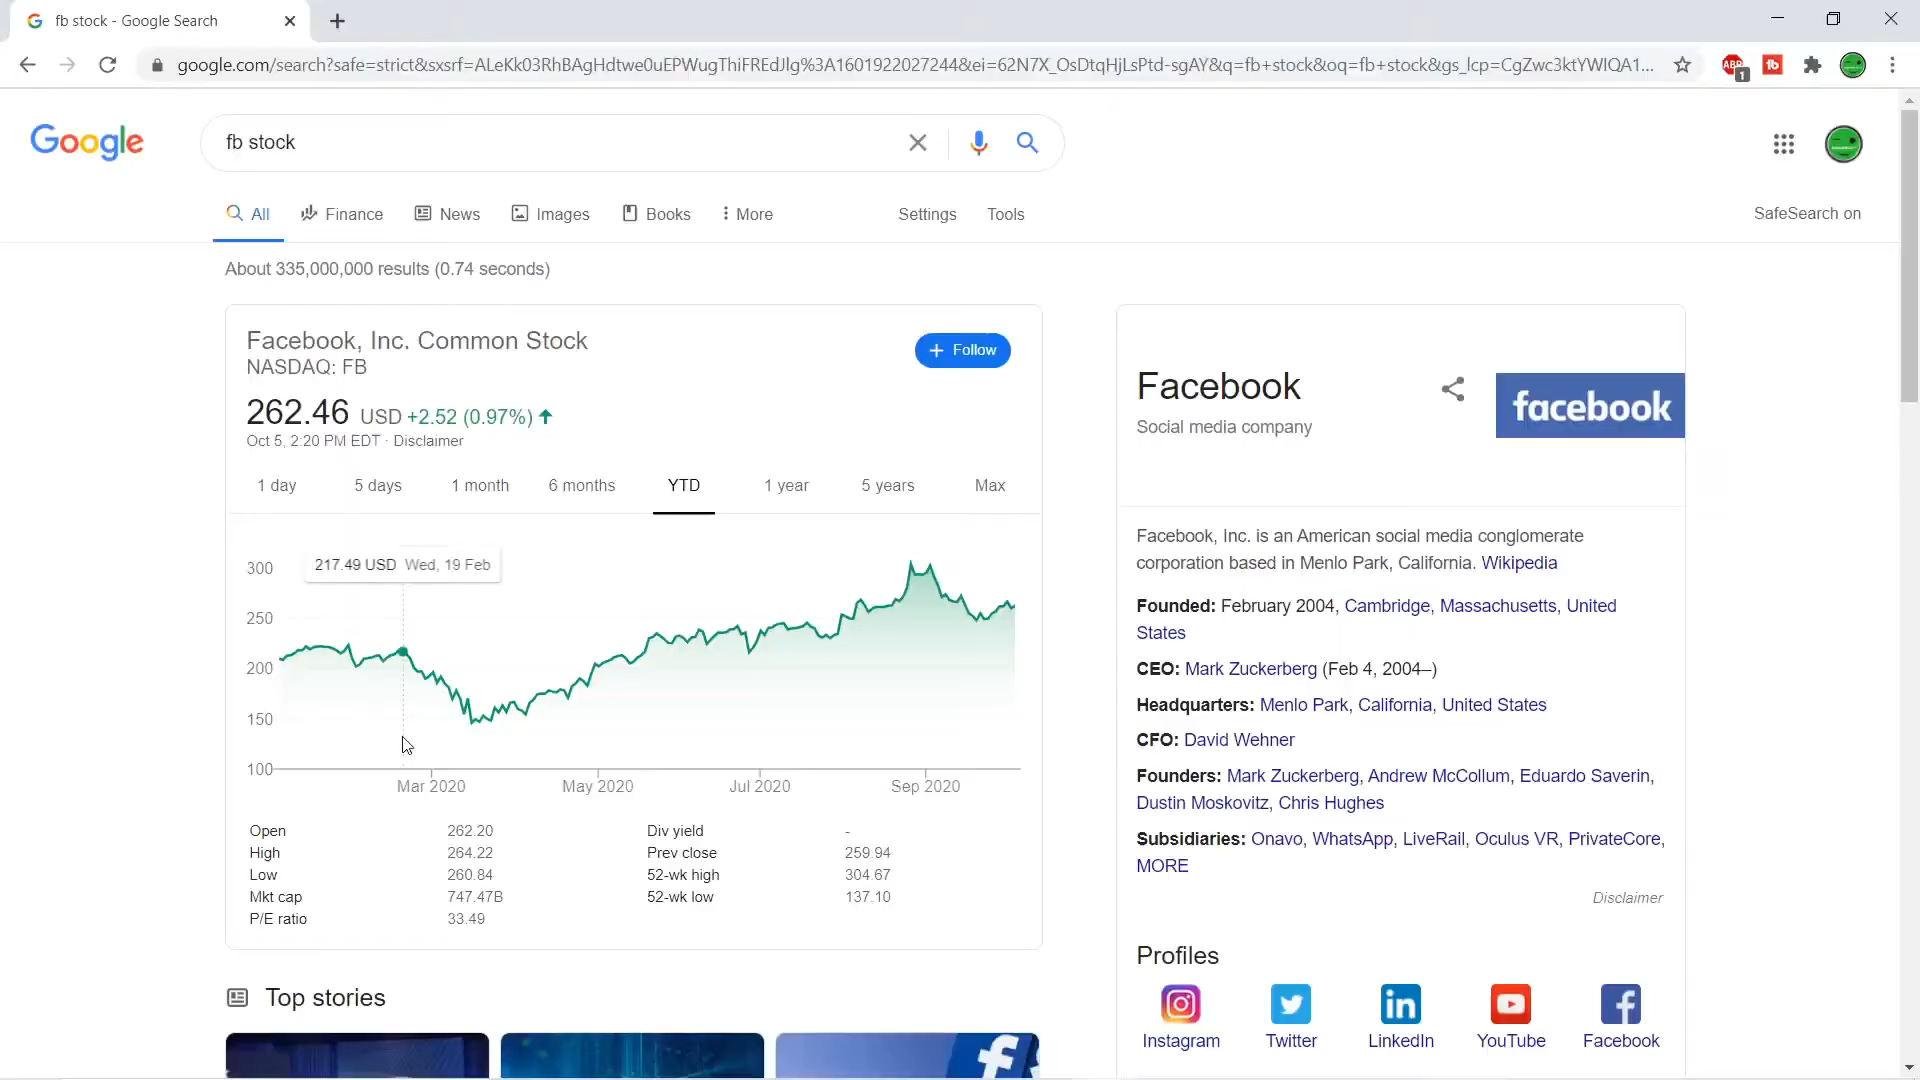 fb stock - Google Search
google.com/search?safe=strict&sxsrf=ALeKk03RhBAgHdtwe0uEPWugThiFREdJlg%3A1601922027244&ei=62N7X_OsDtqHjLsPtd-sgAY&q=fb+stock&oq=fb+stock&gs_lcp=CgZwc3ktYWIQA1...
ABP 1
tb
Google
fb stock
All Finance News Images Books More Settings Tools SafeSearch on
About 335,000,000 results (0.74 seconds)
Facebook, Inc. Common Stock
NASDAQ: FB
+ Follow
262.46 USD +2.52 (0.97%)
Oct 5, 2:20 PM EDT · Disclaimer
1 day 5 days 1 month 6 months YTD 1 year 5 years Max
217.49 USD Wed, 19 Feb
300
250
200
150
100
Mar 2020 May 2020 Jul 2020 Sep 2020
Open 262.20 Div yield -
High 264.22 Prev close 259.94
Low 260.84 52-wk high 304.67
Mkt cap 747.47B 52-wk low 137.10
P/E ratio 33.49
Top stories
Facebook
Social media company
facebook
Facebook, Inc. is an American social media conglomerate
corporation based in Menlo Park, California. Wikipedia
Founded: February 2004, Cambridge, Massachusetts, United
States
CEO: Mark Zuckerberg (Feb 4, 2004–)
Headquarters: Menlo Park, California, United States
CFO: David Wehner
Founders: Mark Zuckerberg, Andrew McCollum, Eduardo Saverin,
Dustin Moskovitz, Chris Hughes
Subsidiaries: Onavo, WhatsApp, LiveRail, Oculus VR, PrivateCore,
MORE
Disclaimer
Profiles
Instagram Twitter LinkedIn YouTube Facebook